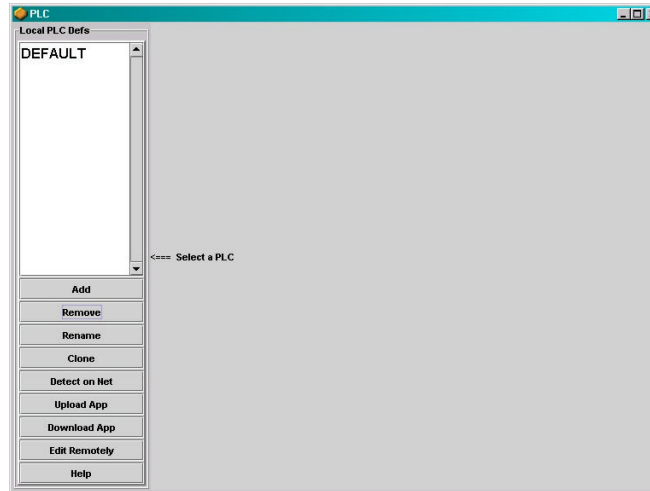 PLC
Local PLC Defs
DEFAULT
<=== Select a PLC
Add
Remove
Rename
Clone
Detect on Net
Upload App
Download App
Edit Remotely
Help